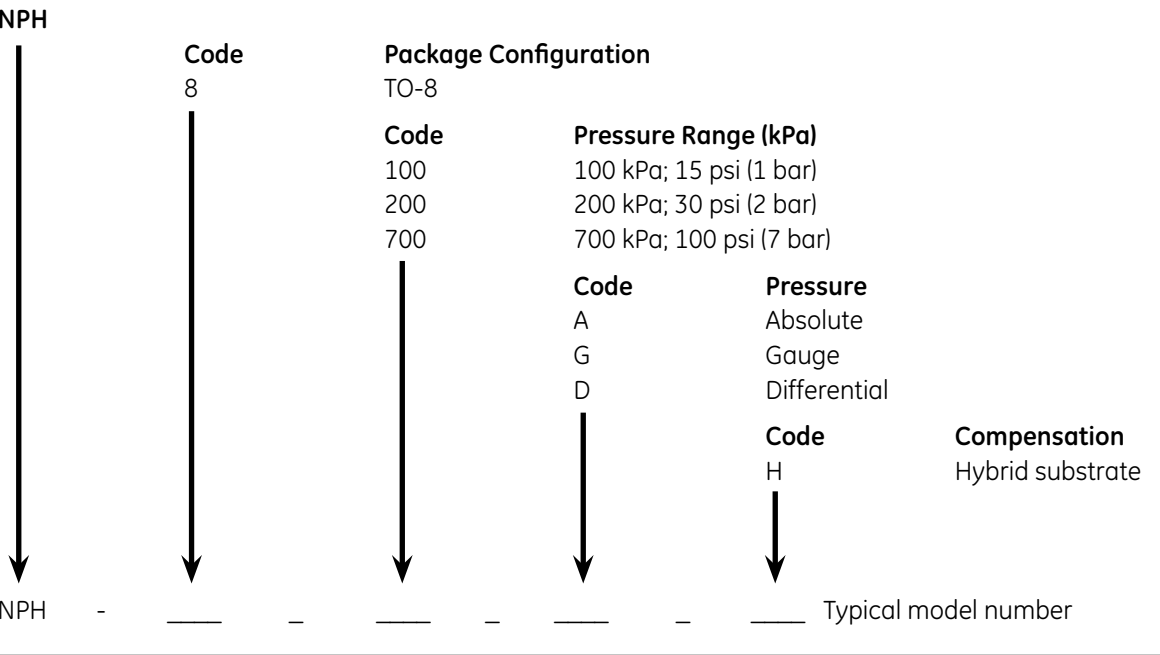 NPH
Code Package Configuration
8 TO-8
Code Pressure Range (kPa)
100 100 kPa; 15 psi (1 bar)
200 200 kPa; 30 psi (2 bar)
700 700 kPa; 100 psi (7 bar)
Code Pressure
A Absolute
G Gauge
D Differential
Code Compensation
H Hybrid substrate
NPH - ____ _ ____ _ ____ _ ____ Typical model number